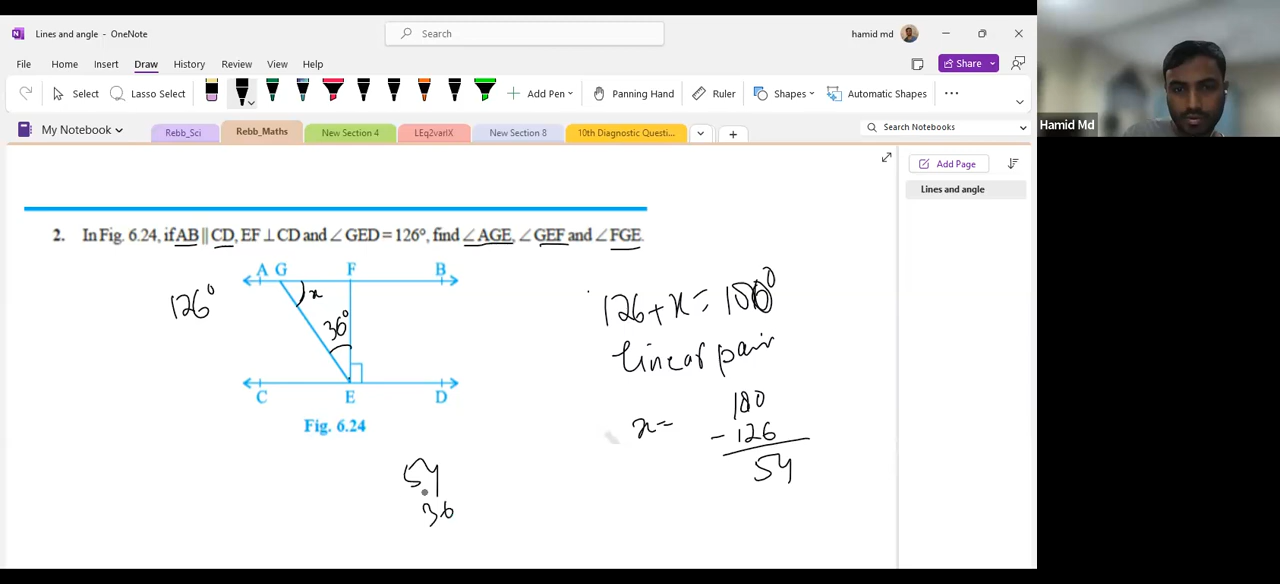 Lines and angle - OneNote
Search
hamid md
File Home Insert Draw History Review View Help
Share
Select Lasso Select Add Pen Panning Hand Ruler Shapes Automatic Shapes
My Notebook
Rebb_Sci
Rebb_Maths
New Section 4
LEq2varIX
New Section 8
10th Diagnostic Questi...
Search Notebooks
Hamid Md
Add Page
Lines and angle
2. In Fig. 6.24, if AB || CD, EF ⊥ CD and ∠ GED = 126°, find ∠ AGE, ∠ GEF and ∠ FGE.
A G F B
126°
x
36°
C E D
Fig. 6.24
126 + x = 180°
linear pair
x =
180
- 126
54
54
36